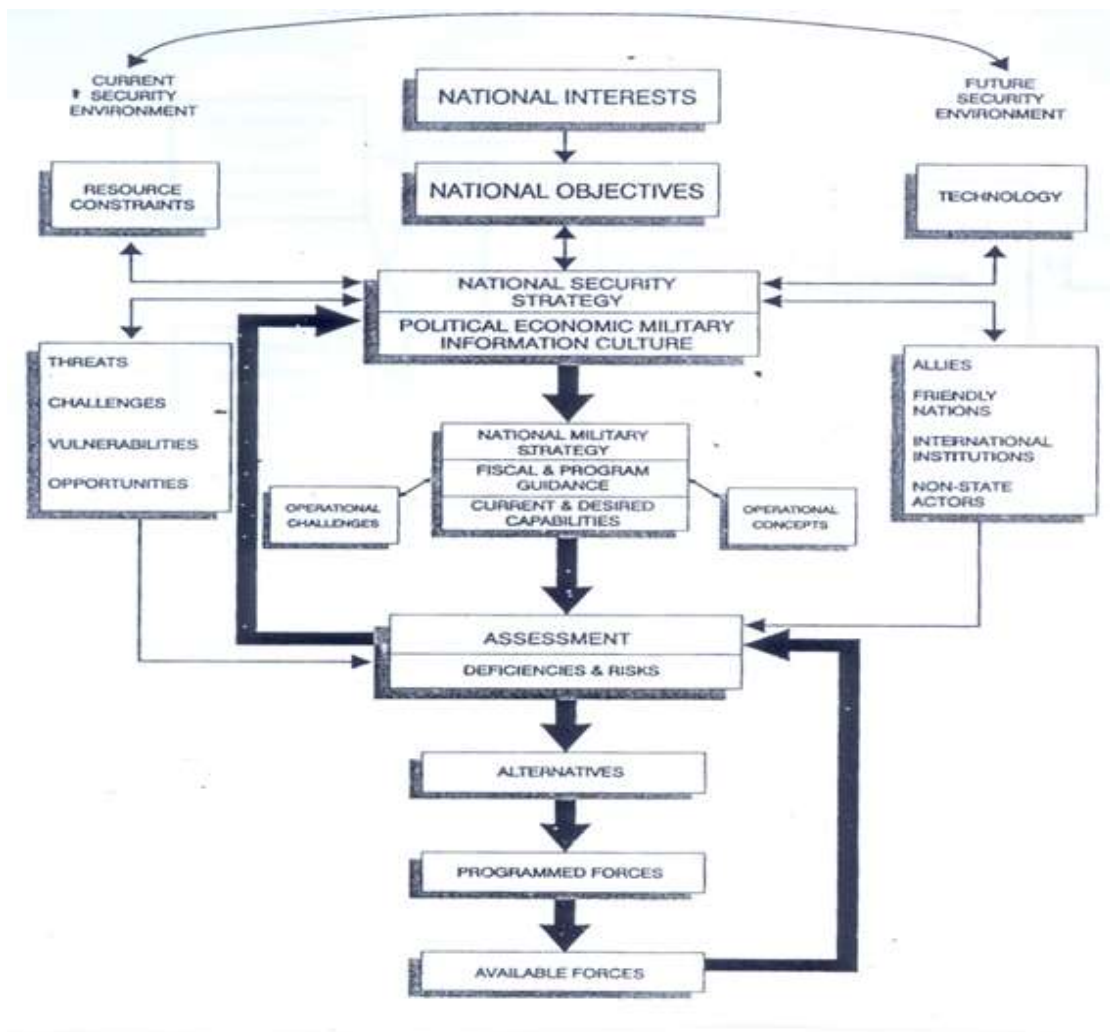 CURRENT
SECURITY
ENVIRONMENT
NATIONAL INTERESTS
FUTURE
SECURITY
ENVIRONMENT
RESOURCE
CONSTRAINTS
NATIONAL OBJECTIVES
TECHNOLOGY
NATIONAL SECURITY
STRATEGY
POLITICAL ECONOMIC MILITARY
INFORMATION CULTURE
THREATS
CHALLENGES
VULNERABILITIES
OPPORTUNITIES
ALLIES
FRIENDLY
NATIONS
INTERNATIONAL
INSTITUTIONS
NON-STATE
ACTORS
NATIONAL MILITARY
STRATEGY
FISCAL & PROGRAM
GUIDANCE
CURRENT & DESIRED
CAPABILITIES
OPERATIONAL
CHALLENGES
OPERATIONAL
CONCEPTS
ASSESSMENT
DEFICIENCIES & RISKS
ALTERNATIVES
PROGRAMMED FORCES
AVAILABLE FORCES